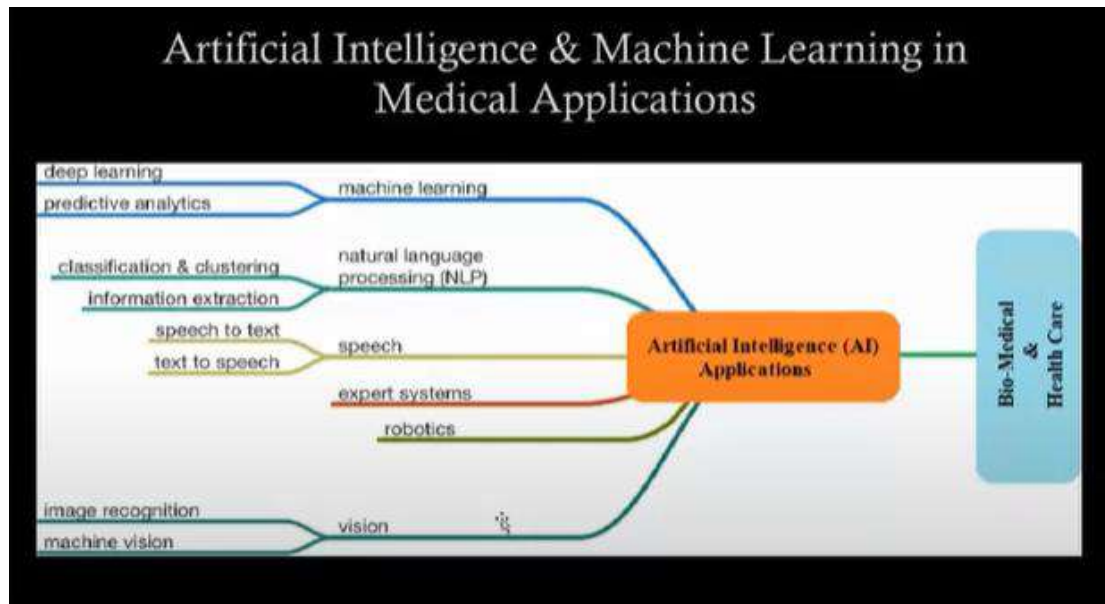 Artificial Intelligence & Machine Learning in
Medical Applications
deep learning
predictive analytics
machine learning
classification & clustering
information extraction
natural language
processing (NLP)
speech to text
text to speech
speech
expert systems
robotics
image recognition
machine vision
vision
Artificial Intelligence (AI)
Applications
Bio-Medical
&
Health Care